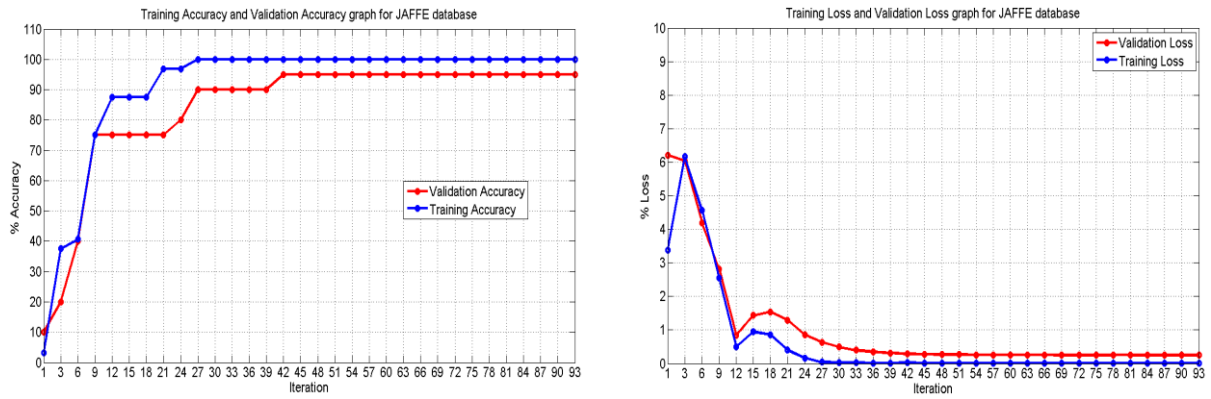 Training Accuracy and Validation Accuracy graph for JAFFE database
110
100
90
80
70
60
50
40
30
20
10
0
% Accuracy
Validation Accuracy
Training Accuracy
1 3 6 9 12 15 18 21 24 27 30 33 36 39 42 45 48 51 54 57 60 63 66 69 72 75 78 81 84 87 90 93
Iteration
Training Loss and Validation Loss graph for JAFFE database
10
9
8
7
6
5
4
3
2
1
0
% Loss
Validation Loss
Training Loss
1 3 6 9 12 15 18 21 24 27 30 33 36 39 42 45 48 51 54 57 60 63 66 69 72 75 78 81 84 87 90 93
Iteration